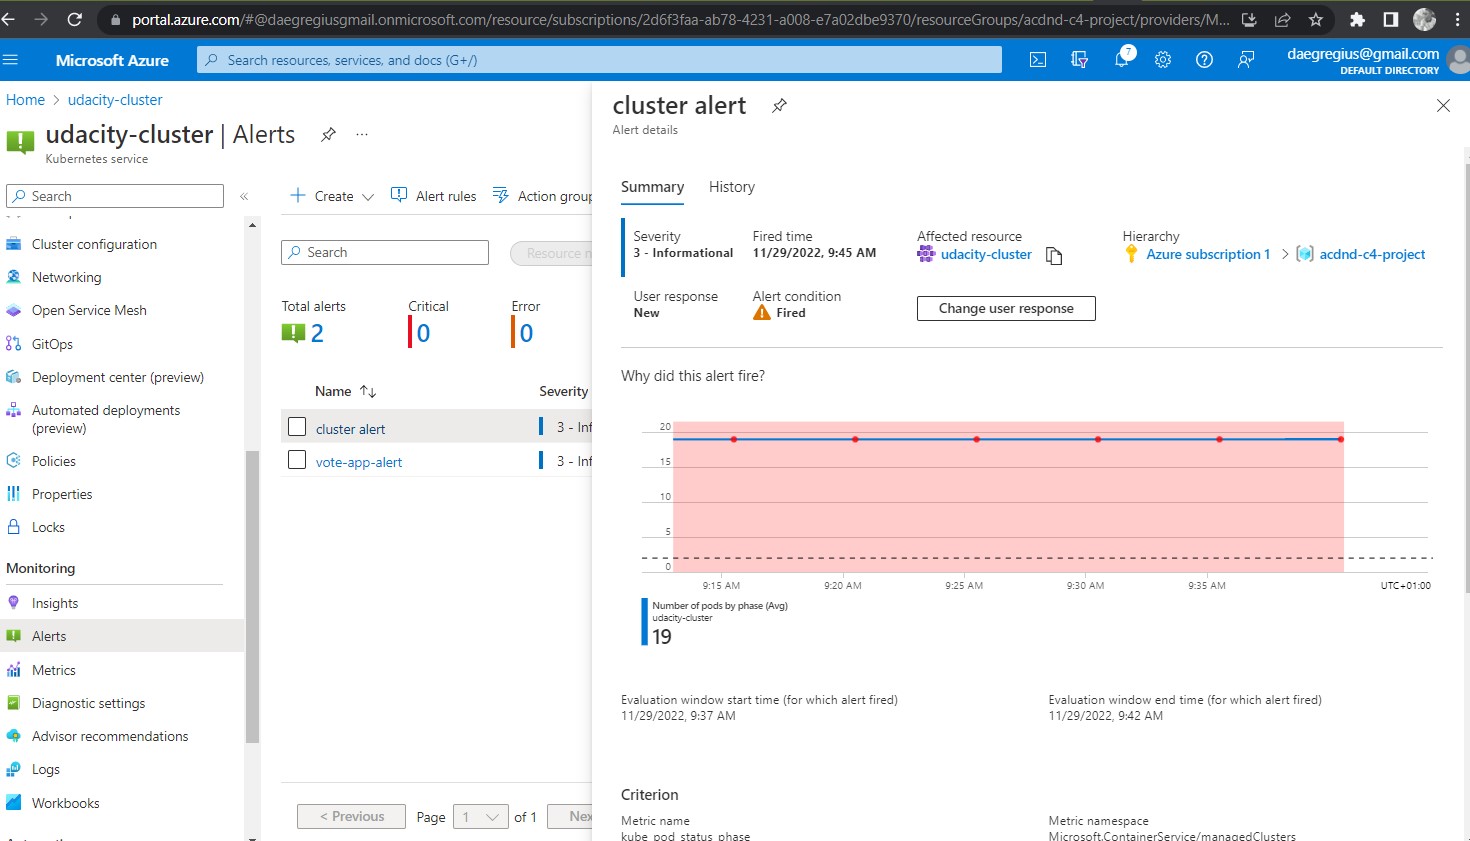 portal.azure.com/#@daegregiusgmail.onmicrosoft.com/resource/subscriptions/2d6f3faa-ab78-4231-a008-e7a02dbe9370/resourceGroups/acdnd-c4-project/providers/M...
Microsoft Azure
Search resources, services, and docs (G+/)
7
daegregius@gmail.com
DEFAULT DIRECTORY
Home > udacity-cluster
udacity-cluster | Alerts
Kubernetes service
Search
Cluster configuration
Networking
Open Service Mesh
GitOps
Deployment center (preview)
Automated deployments
(preview)
Policies
Properties
Locks
Monitoring
Insights
Alerts
Metrics
Diagnostic settings
Advisor recommendations
Logs
Workbooks
Create
Alert rules
Action group
Search
Resource n
Total alerts
2
Critical
0
Error
0
Name
Severity
cluster alert
3 - Inf
vote-app-alert
3 - Inf
< Previous
Page
1
of 1
Nex
cluster alert
Alert details
Summary
History
Severity
3 - Informational
Fired time
11/29/2022, 9:45 AM
Affected resource
udacity-cluster
Hierarchy
Azure subscription 1 > acdnd-c4-project
User response
New
Alert condition
Fired
Change user response
Why did this alert fire?
20
15
10
5
0
9:15 AM
9:20 AM
9:25 AM
9:30 AM
9:35 AM
UTC+01:00
Number of pods by phase (Avg)
udacity-cluster
19
Evaluation window start time (for which alert fired)
11/29/2022, 9:37 AM
Evaluation window end time (for which alert fired)
11/29/2022, 9:42 AM
Criterion
Metric name
kube_pod_status_phase
Metric namespace
Microsoft.ContainerService/managedClusters